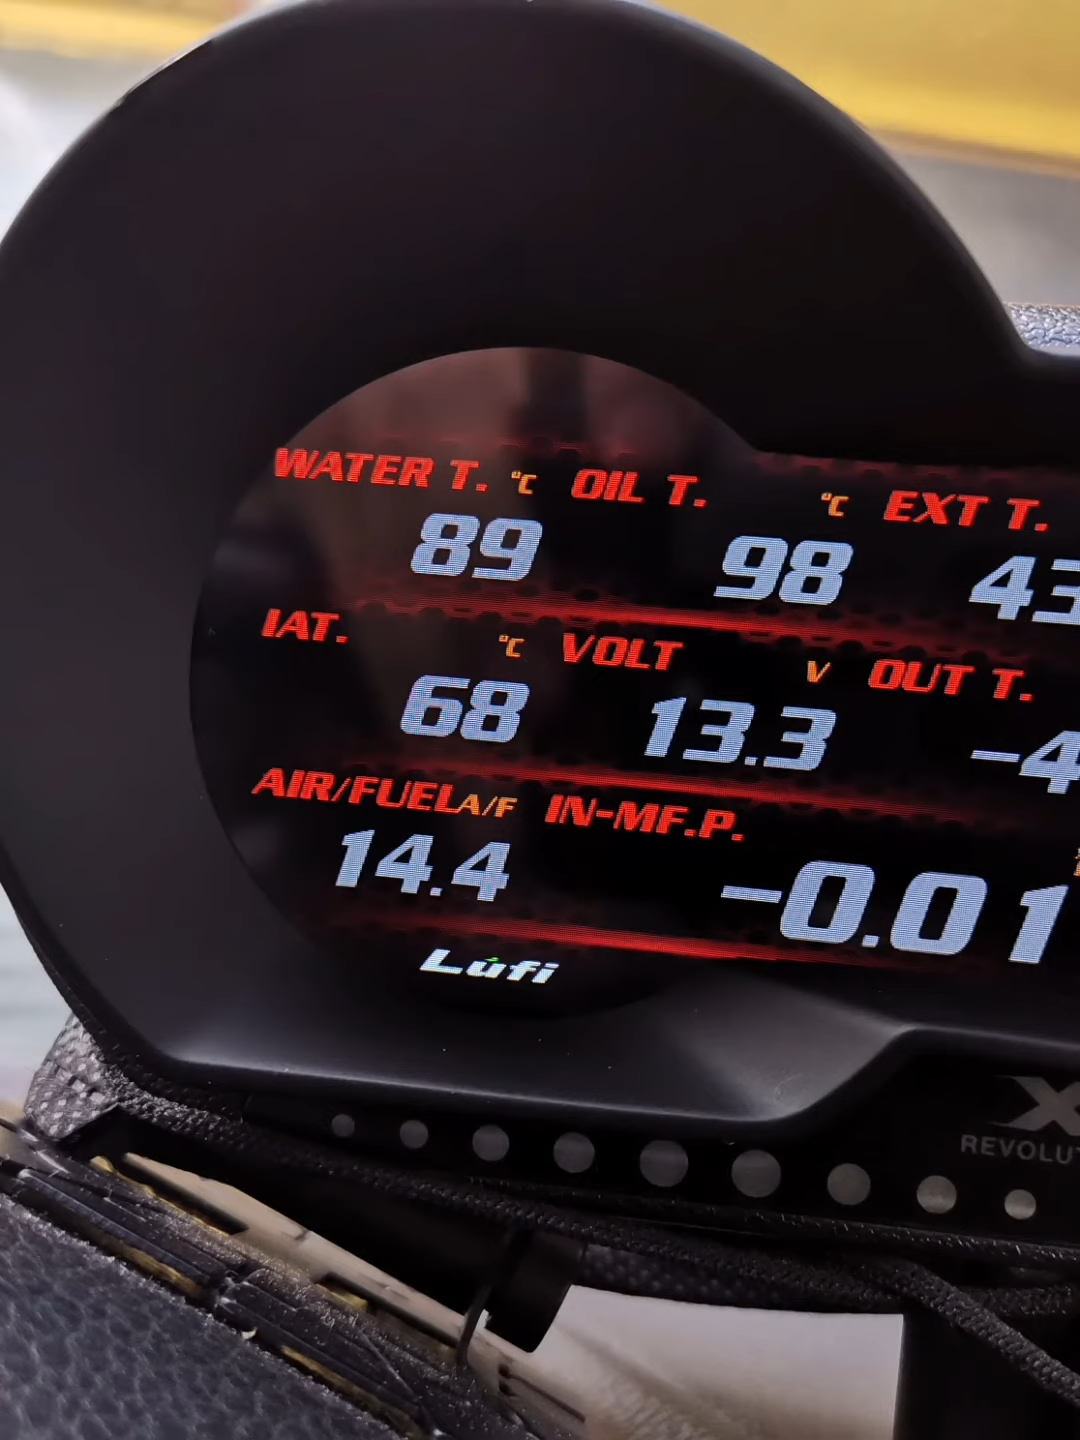 WATER T. °C OIL T. °C EXT T.
89 98 43
IAT. °C VOLT V OUT T.
68 13.3 -4
AIR/FUEL A/F IN-MF.P.
14.4 -0.01
Lufi
X
REVOLUT